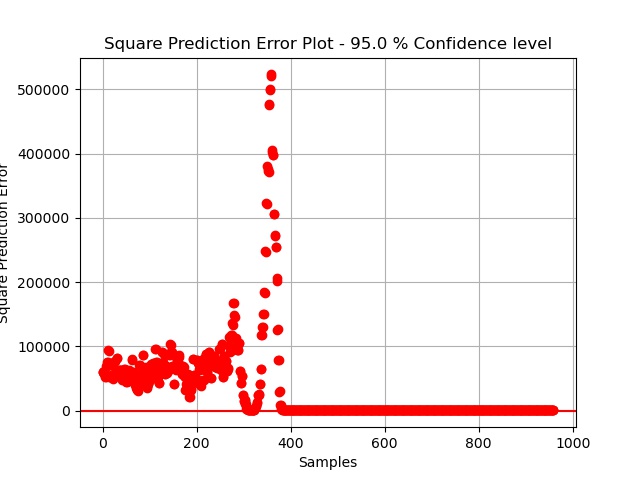 Square Prediction Error Plot - 95.0 % Confidence level
500000
400000
300000
200000
100000
0
Square Prediction Error
0 200 400 600 800 1000
Samples